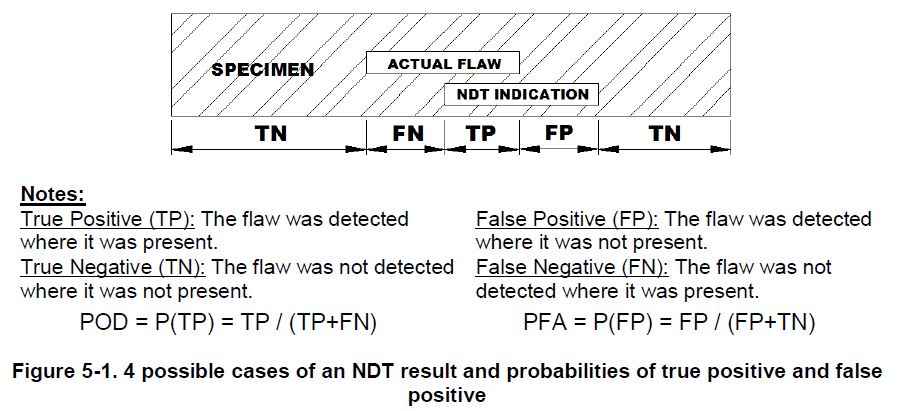 SPECIMEN
ACTUAL FLAW
NDT INDICATION
TN FN TP FP TN
Notes:
True Positive (TP): The flaw was detected
where it was present.
True Negative (TN): The flaw was not detected
where it was not present.
POD = P(TP) = TP / (TP+FN)
False Positive (FP): The flaw was detected
where it was not present.
False Negative (FN): The flaw was not
detected where it was present.
PFA = P(FP) = FP / (FP+TN)
Figure 5-1. 4 possible cases of an NDT result and probabilities of true positive and false
positive